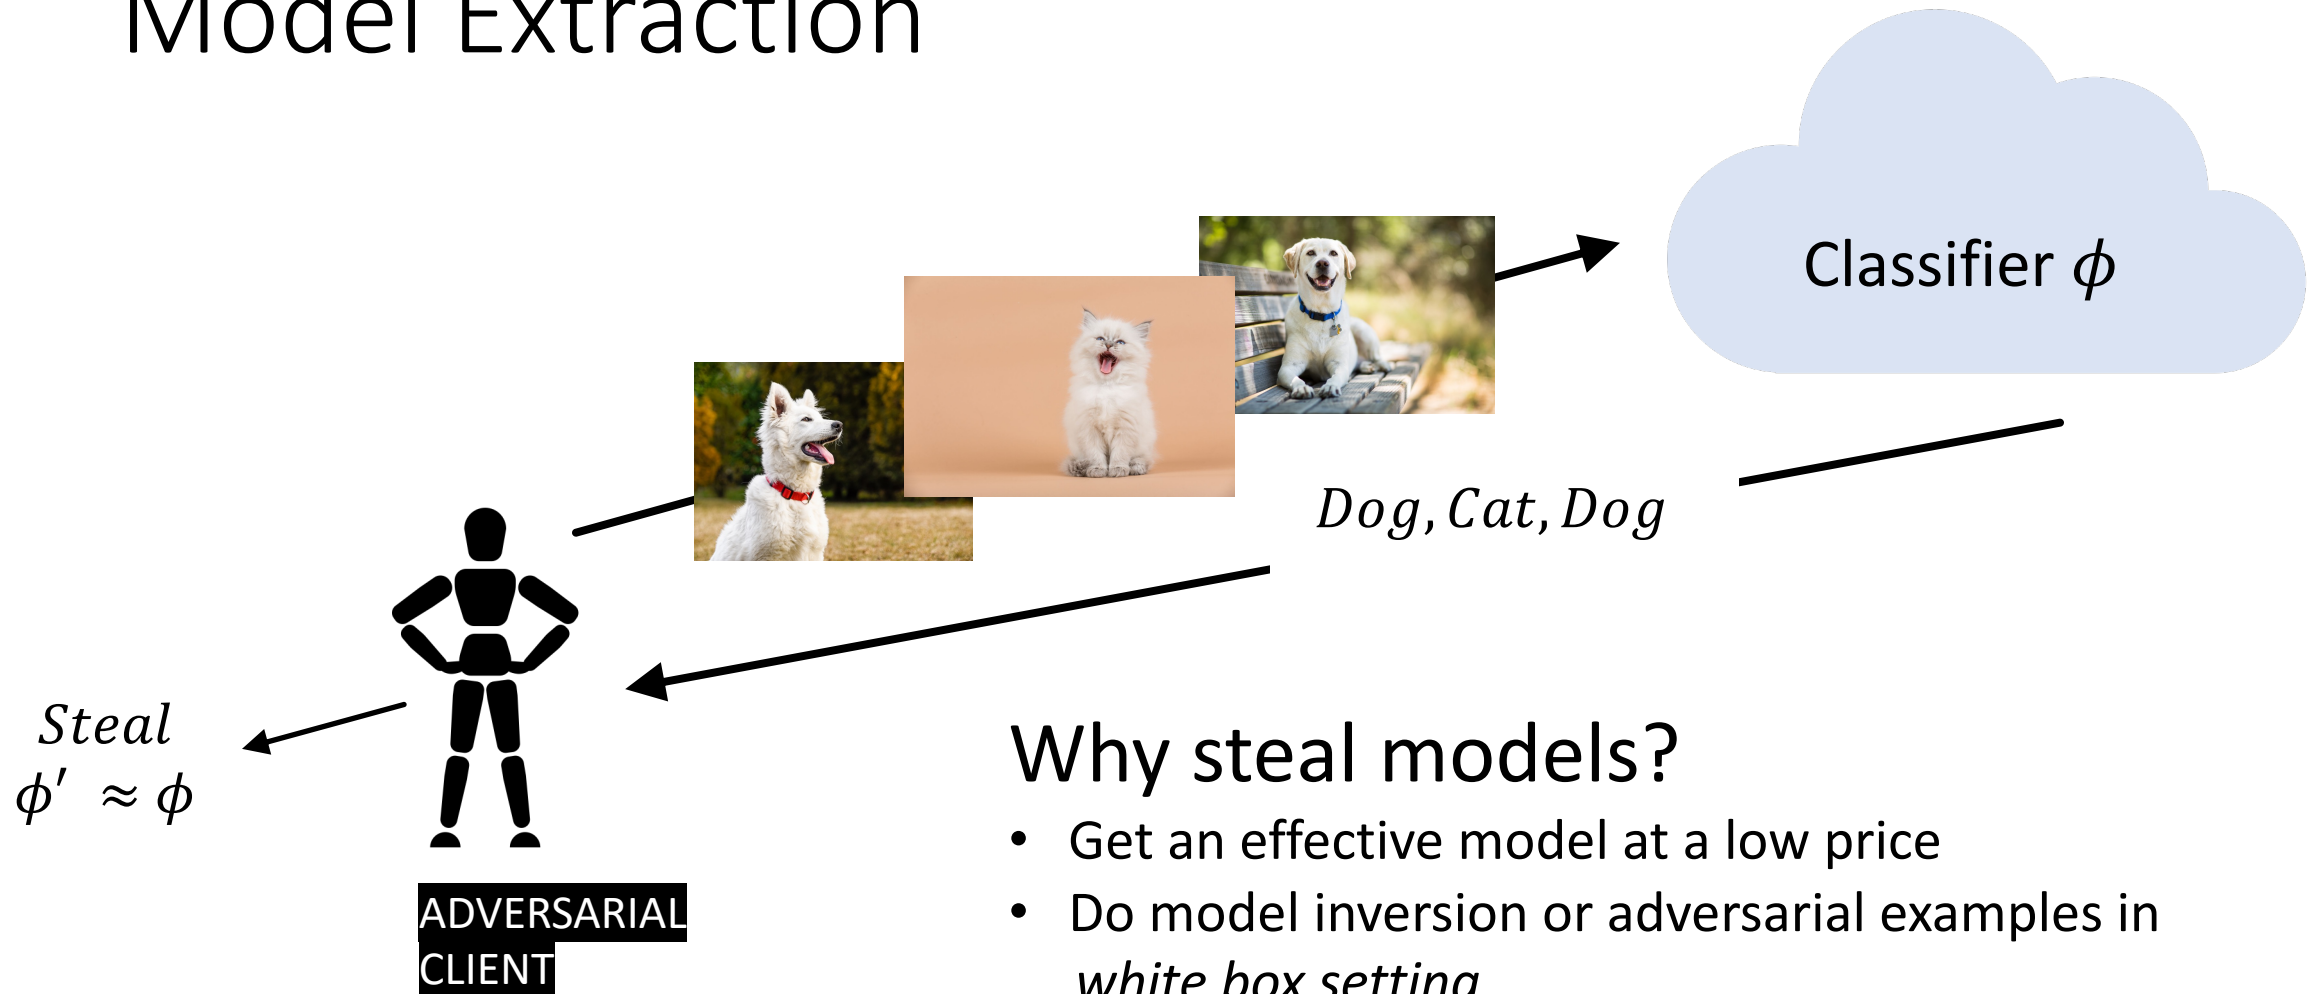 Model Extraction
Classifier ϕ
Dog, Cat, Dog
Steal
ϕ′ ≈ ϕ
ADVERSARIAL
CLIENT
Why steal models?
• Get an effective model at a low price
• Do model inversion or adversarial examples in
white box setting